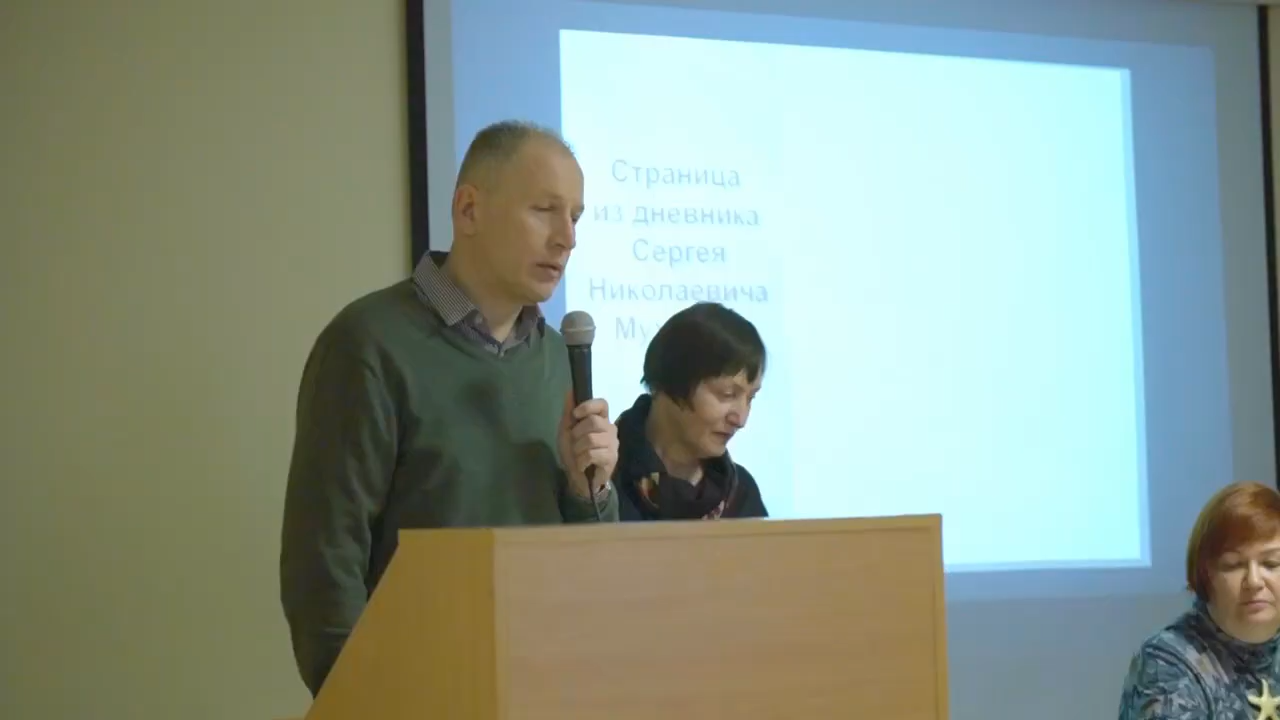 Страница
из дневника
Сергея
Николаевича